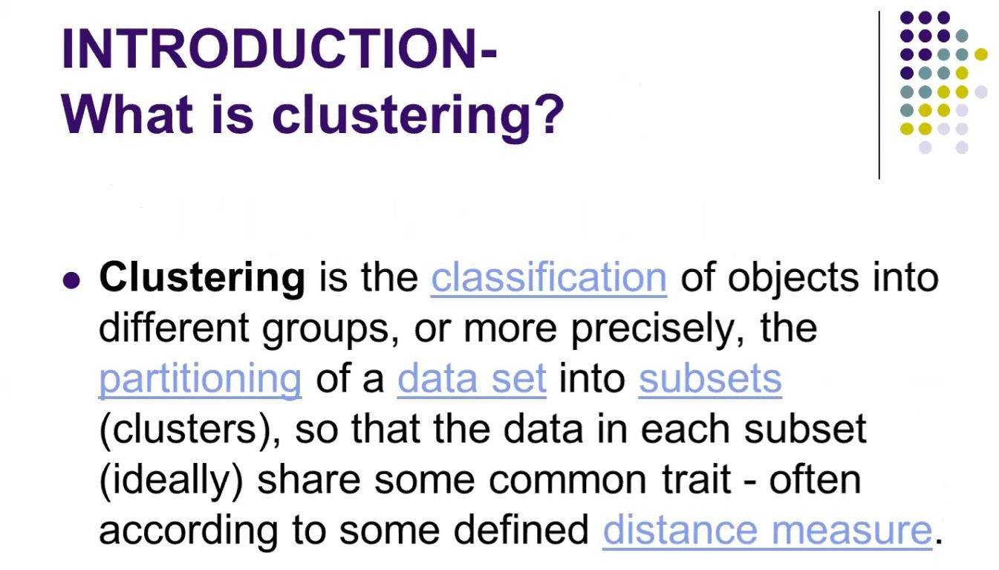 INTRODUCTION-
What is clustering?
Clustering is the classification of objects into
different groups, or more precisely, the
partitioning of a data set into subsets
(clusters), so that the data in each subset
(ideally) share some common trait - often
according to some defined distance measure.